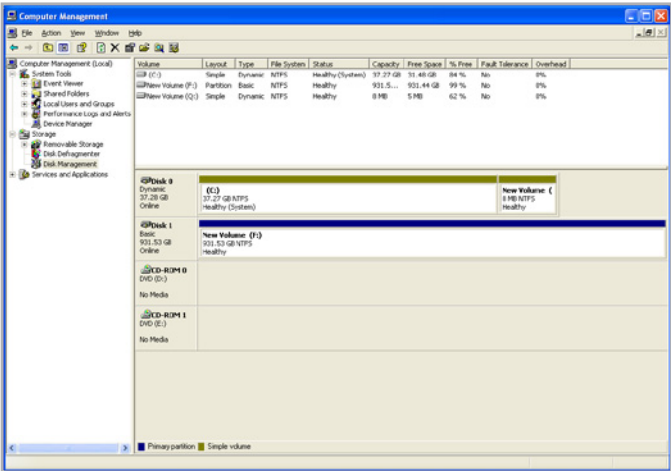 Computer Management
File Action View Window Help
Computer Management (Local)
System Tools
Event Viewer
Shared Folders
Local Users and Groups
Performance Logs and Alerts
Device Manager
Storage
Removable Storage
Disk Defragmenter
Disk Management
Services and Applications
Volume Layout Type File System Status Capacity Free Space % Free Fault Tolerance Overhead
(C:) Simple Dynamic NTFS Healthy (System) 37.27 GB 31.48 GB 84 % No 0%
New Volume (F:) Partition Basic NTFS Healthy 931.5... 931.44 GB 99 % No 0%
New Volume (Q:) Simple Dynamic NTFS Healthy 8 MB 5 MB 62 % No 0%
Disk 0
Dynamic
37.28 GB
Online
(C:)
37.27 GB NTFS
Healthy (System)
New Volume (
8 MB NTFS
Healthy
Disk 1
Basic
931.53 GB
Online
New Volume (F:)
931.53 GB NTFS
Healthy
CD-ROM 0
DVD (D:)
No Media
CD-ROM 1
DVD (E:)
No Media
Primary partition Simple volume